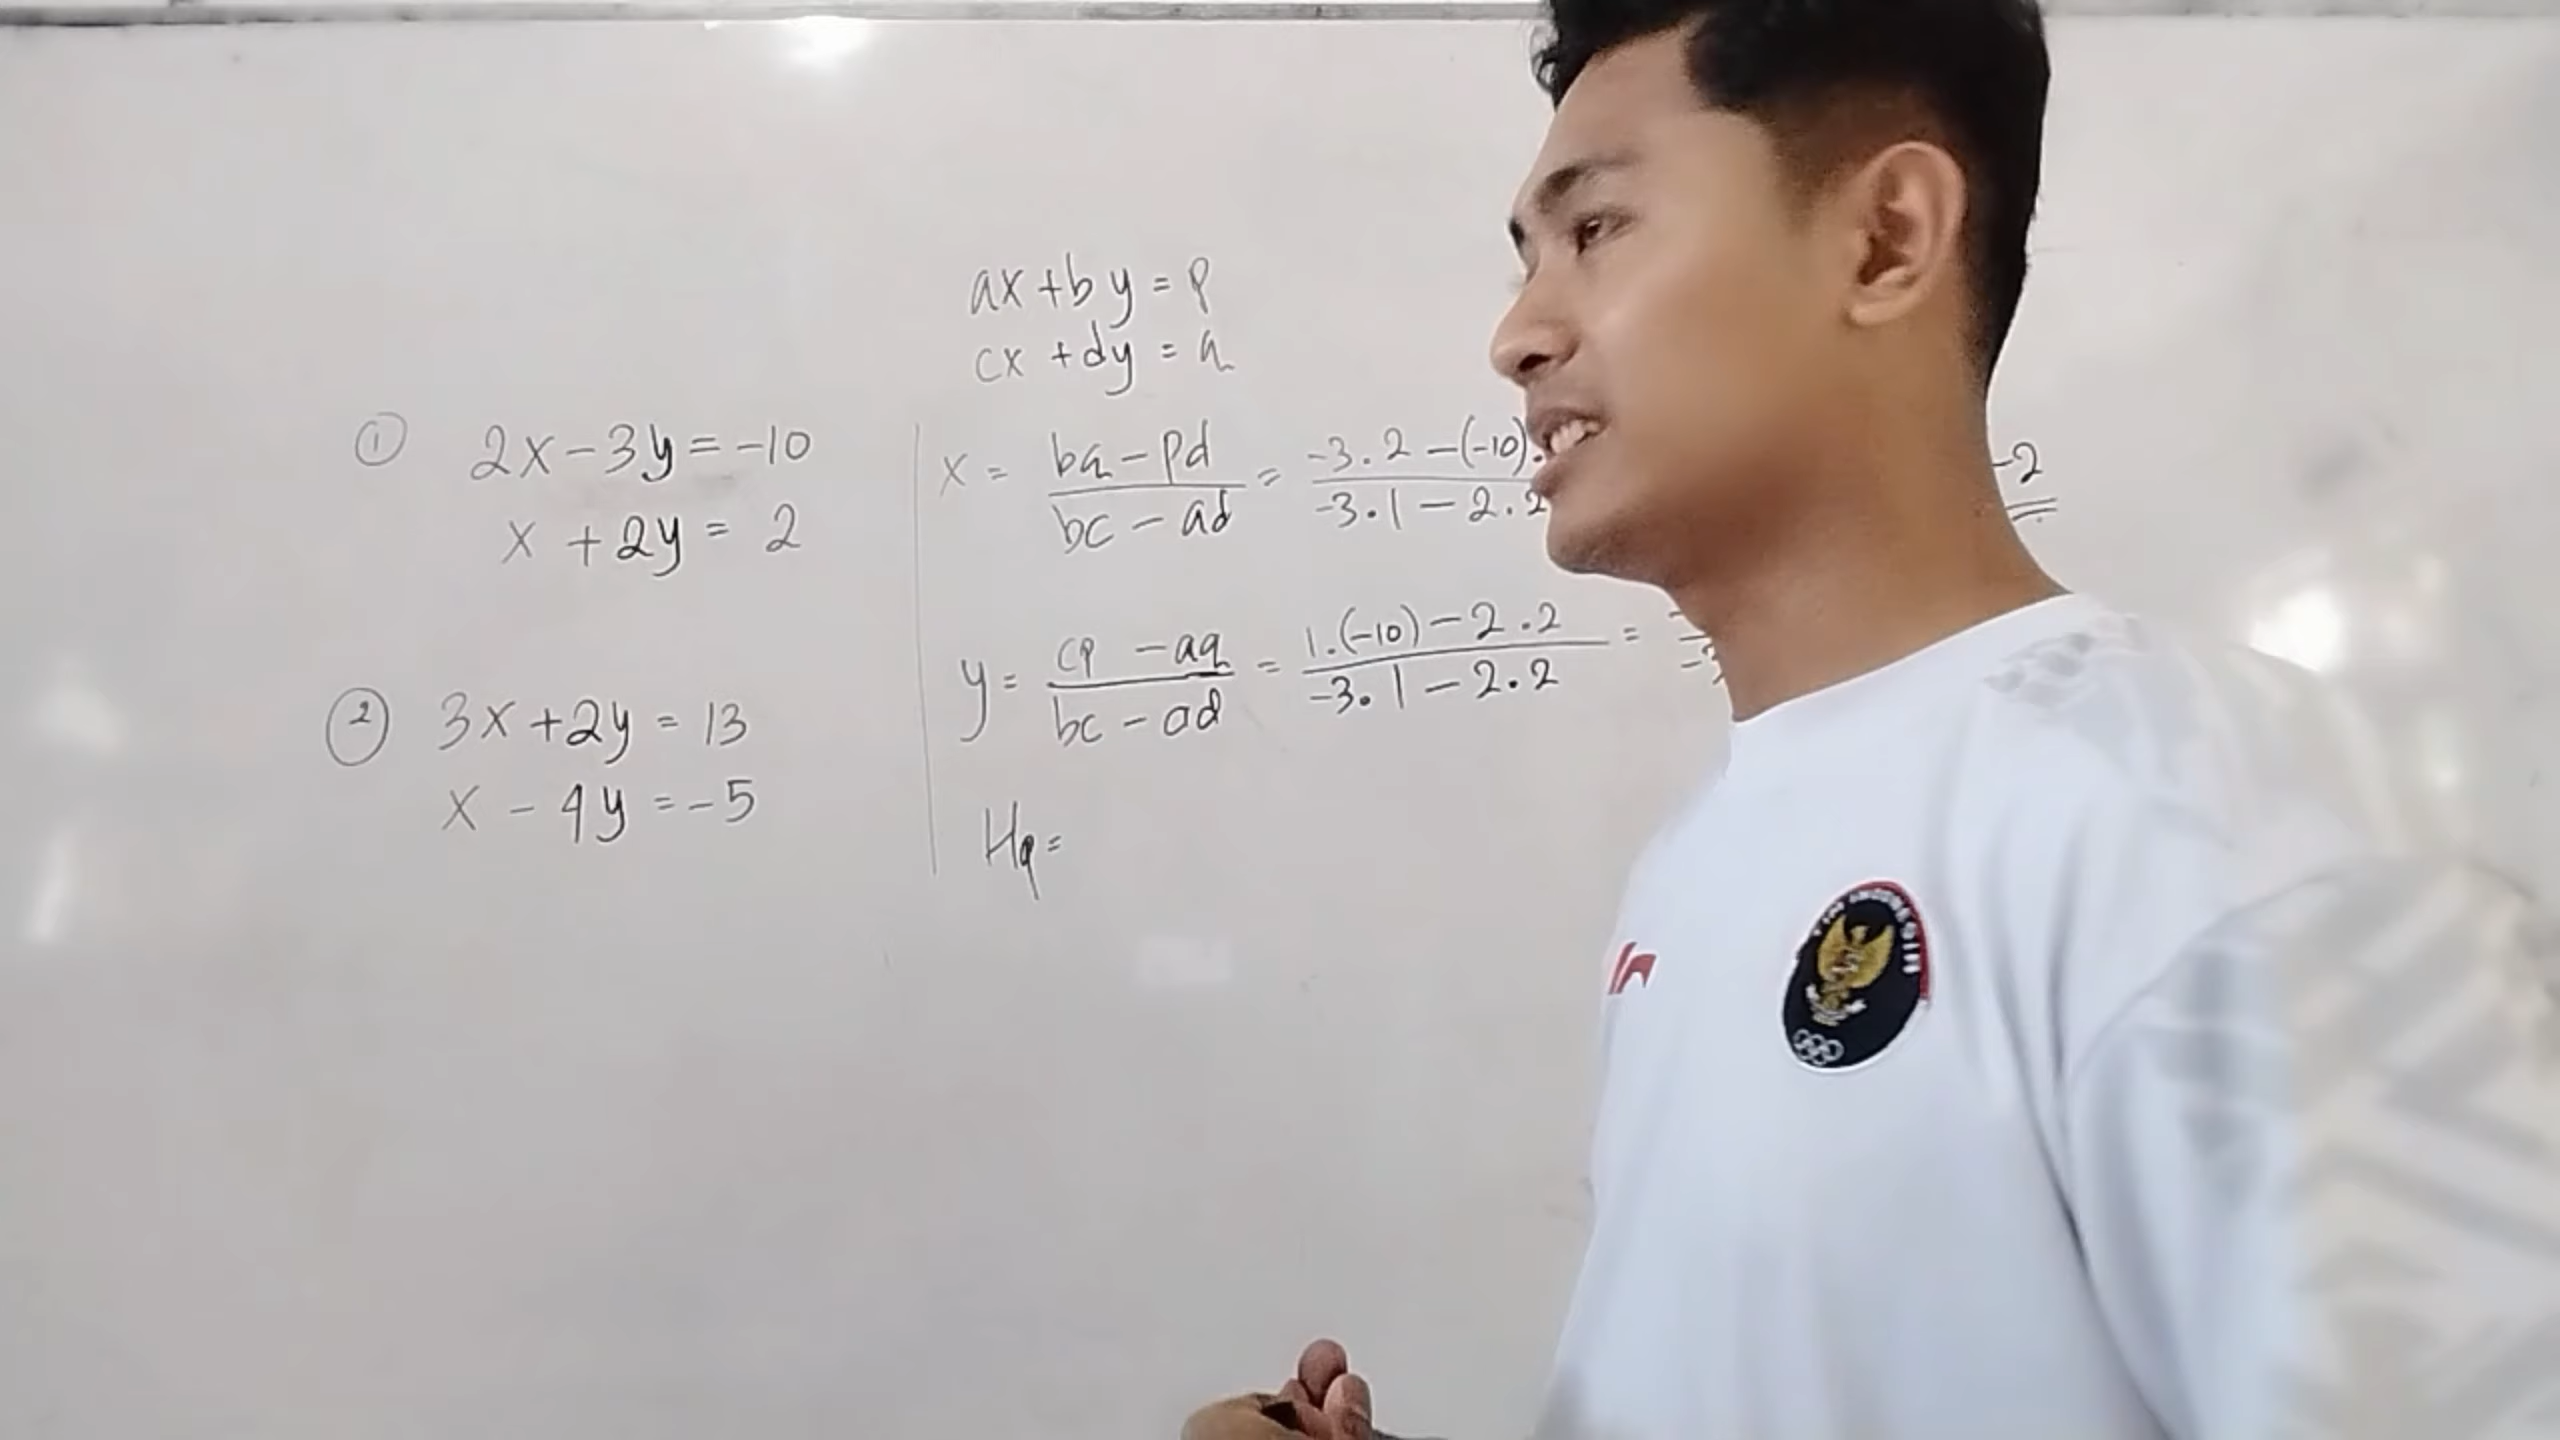 ax + by = p
cx + dy = q
① 2x - 3y = -10
x + 2y = 2
② 3x + 2y = 13
x - 4y = -5
x = (bq - pd)/(bc - ad) = (-3.2 - (-10).)/(-3.1 - 2.2 -2
y = (cp - aq)/(bc - ad) = (1.(-10) - 2.2)/(-3.1 - 2.2) =
Hp =